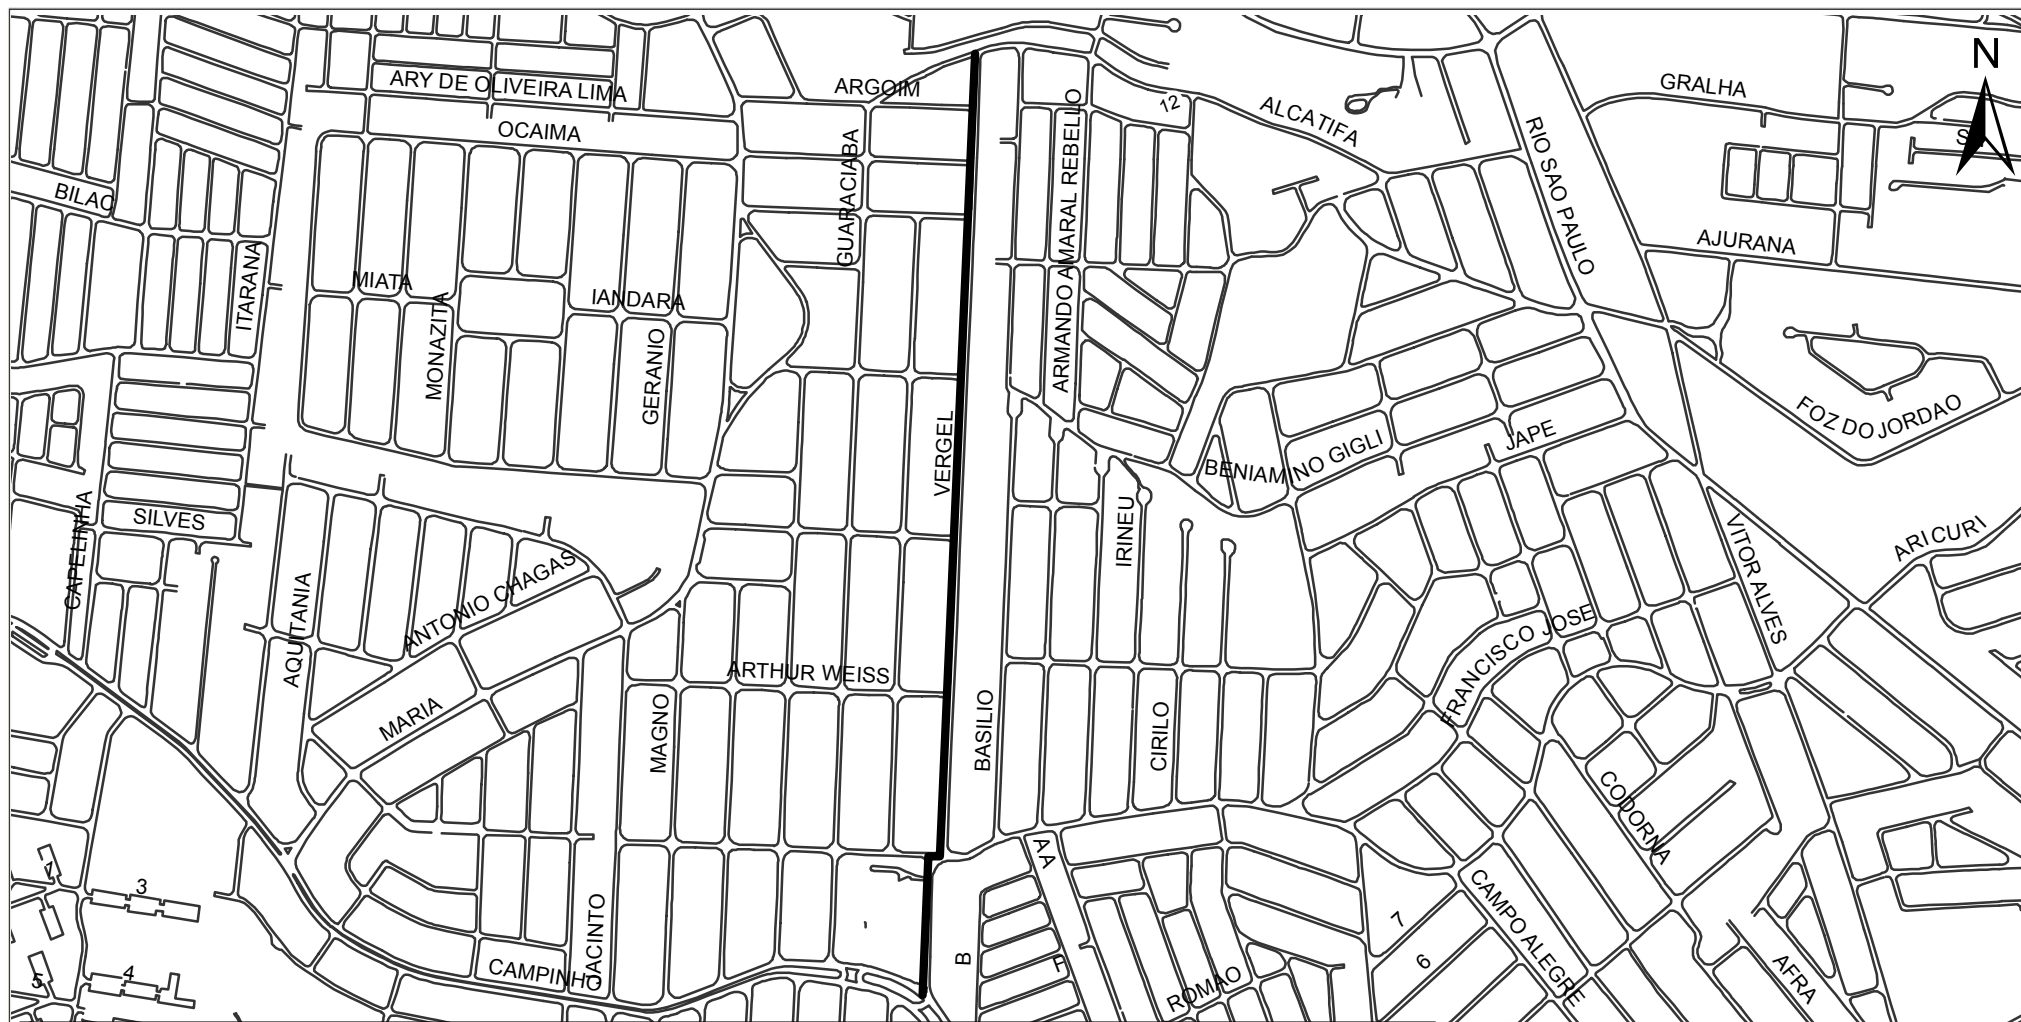 N
ARY DE OLIVEIRA LIMA
ARGOIM
GRALHA
12
ALCATIFA
OCAIMA
RIO SAO PAULO
GUARACIABA
ARMANDO AMARAL REBELLO
BILAC
AJURANA
ITARANA
MIATA
IANDARA
MONAZITA
GERANIO
FOZ DO JORDAO
VERGEL
BENIAMINO GIGLI
JAPE
CAPELINHA
SILVES
IRINEU
VITOR ALVES
ARICURI
AQUITANIA
ANTONIO CHAGAS
FRANCISCO JOSE
ARTHUR WEISS
MARIA
MAGNO
BASILIO
CIRILO
CODORNA
AA
1
3
CAMPO ALEGRE
7
JACINTO
B
F
6
5
4
CAMPINHO
ROMAO
AFRA